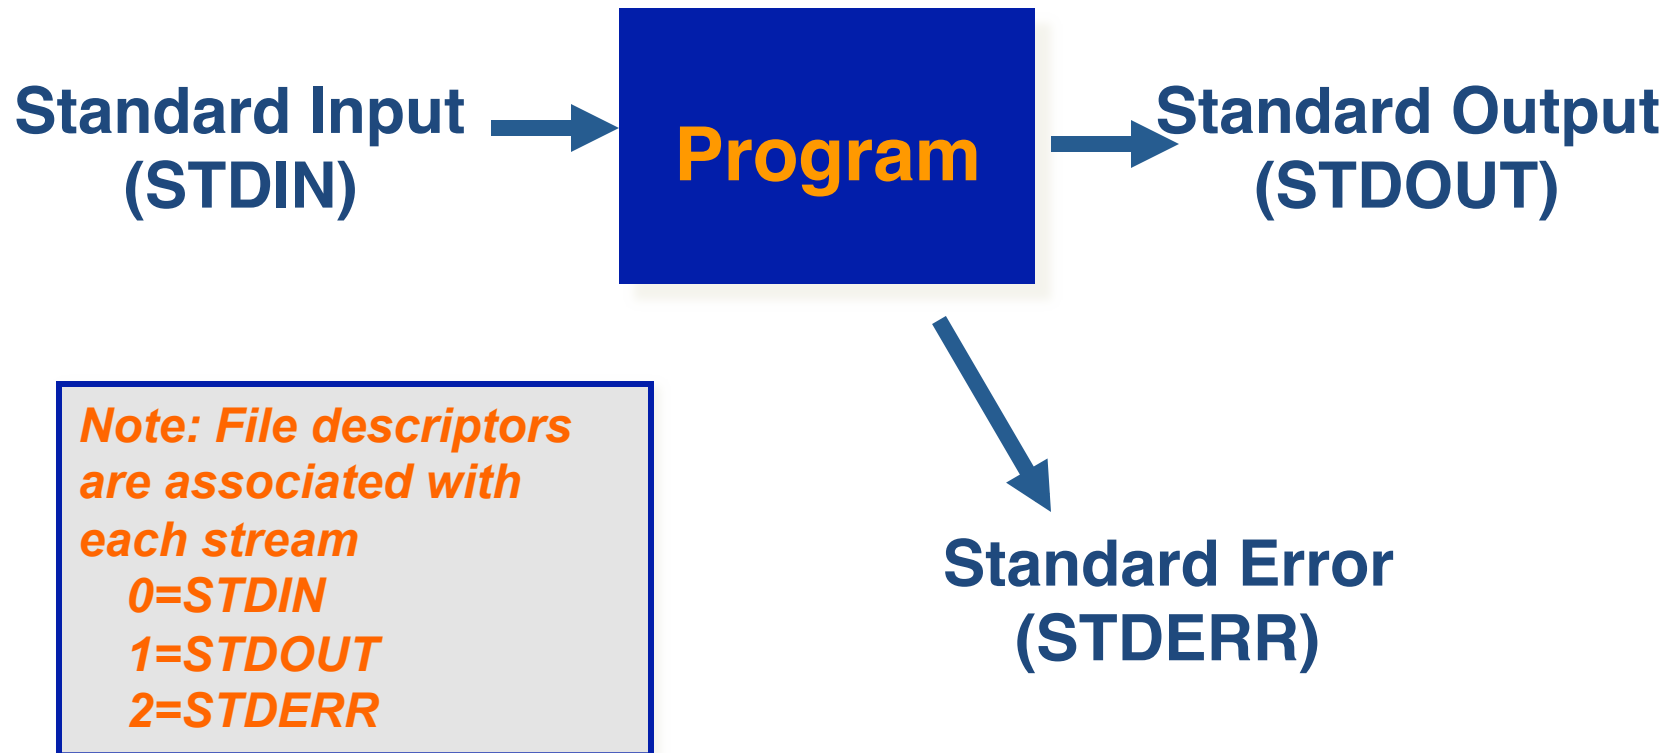 Standard Input
(STDIN)
Program
Standard Output
(STDOUT)
Standard Error
(STDERR)
Note: File descriptors
are associated with
each stream
0=STDIN
1=STDOUT
2=STDERR